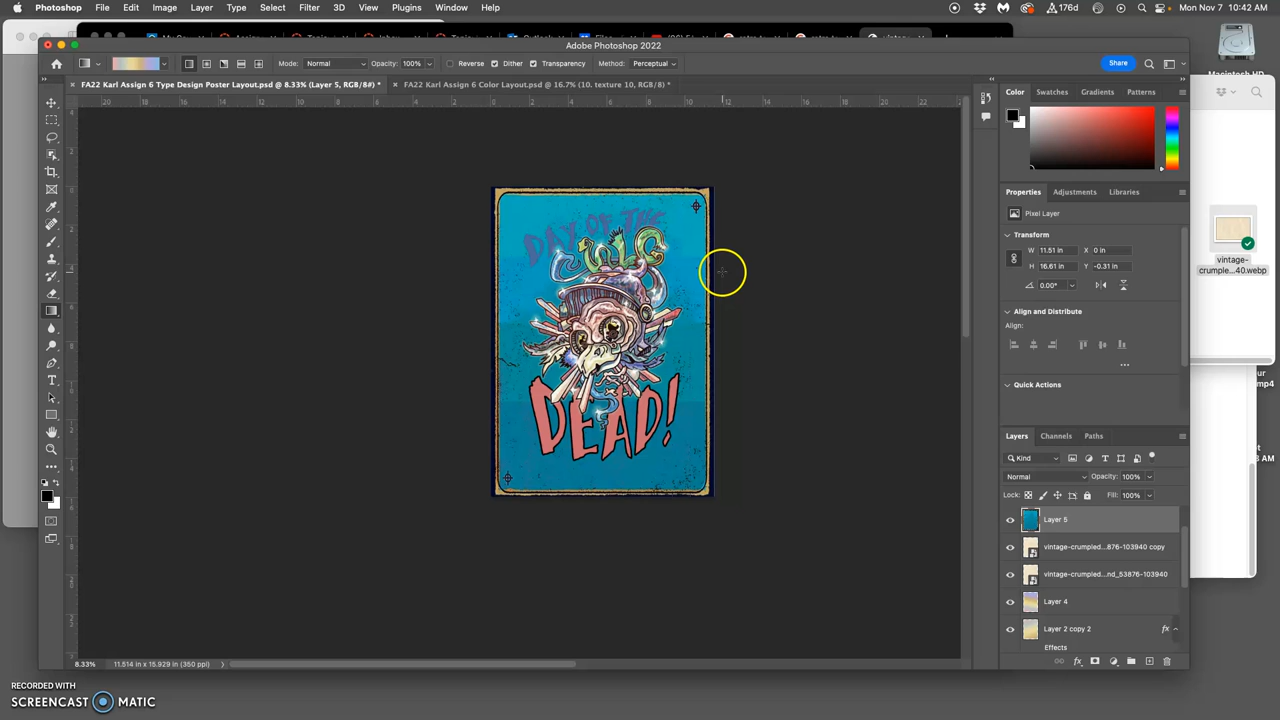 Photoshop File Edit Image Layer Type Select Filter 3D View Plugins Window Help 176d Mon Nov 7 10:42 AM
Adobe Photoshop 2022
Mode: Normal Opacity: 100% Reverse Dither Transparency Method: Perceptual Share
FA22 Karl Assign 6 Type Design Poster Layout.psd @ 8.33% (Layer 5, RGB/8#) * FA22 Karl Assign 6 Color Layout.psd @ 16.7% (10. texture 10, RGB/8) *
Color Swatches Gradients Patterns
Properties Adjustments Libraries
Pixel Layer
Transform
W 11.51 in X 0 in
H 16.61 in Y -0.31 in
0.00°
Align and Distribute
Align:
Quick Actions
Layers Channels Paths
Kind
Normal Opacity: 100%
Lock: Fill: 100%
Layer 5
vintage-crumpled...876-103940 copy
vintage-crumpled...nd_53876-103940
Layer 4
Layer 2 copy 2 fx
Effects
vintage-
crumple...40.webp
DAY OF THE
DEAD!
8.33% 11.514 in x 15.929 in (350 ppi)
RECORDED WITH
SCREENCAST MATIC